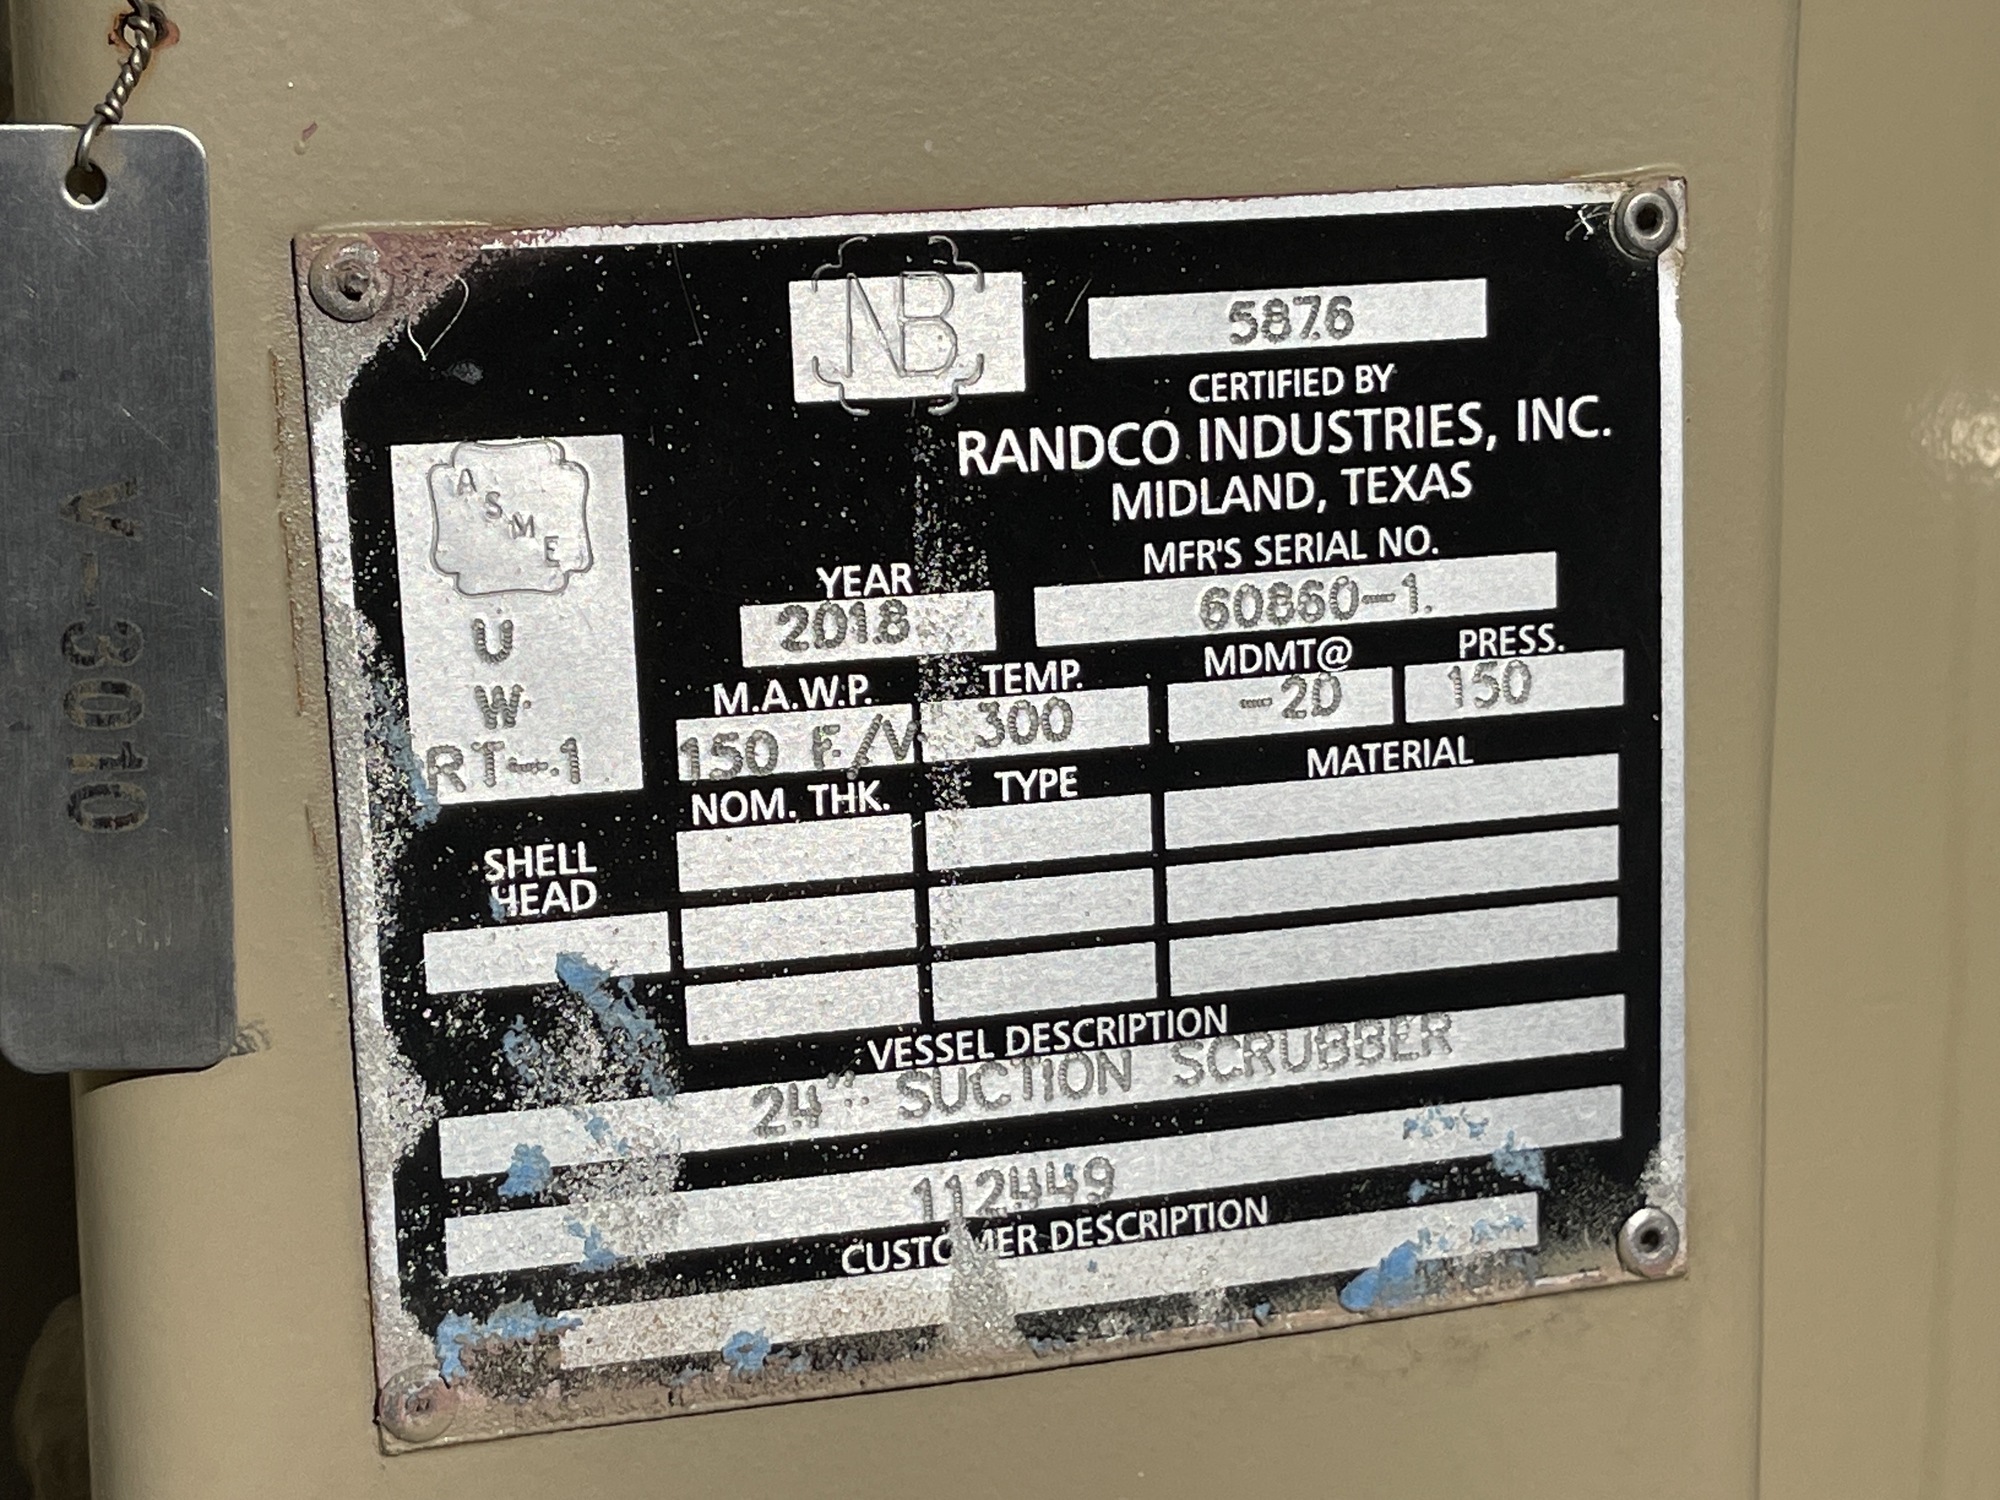 V-3010
NB
5876
CERTIFIED BY
RANDCO INDUSTRIES, INC.
MIDLAND, TEXAS
ASME
U
W
RT-1
MFR'S SERIAL NO.
60860-1
YEAR
2018
M.A.W.P. TEMP. MDMT@ PRESS.
150 F/V 300 -20 150
NOM. THK. TYPE MATERIAL
SHELL
HEAD
VESSEL DESCRIPTION
24" SUCTION SCRUBBER
112449
CUSTOMER DESCRIPTION